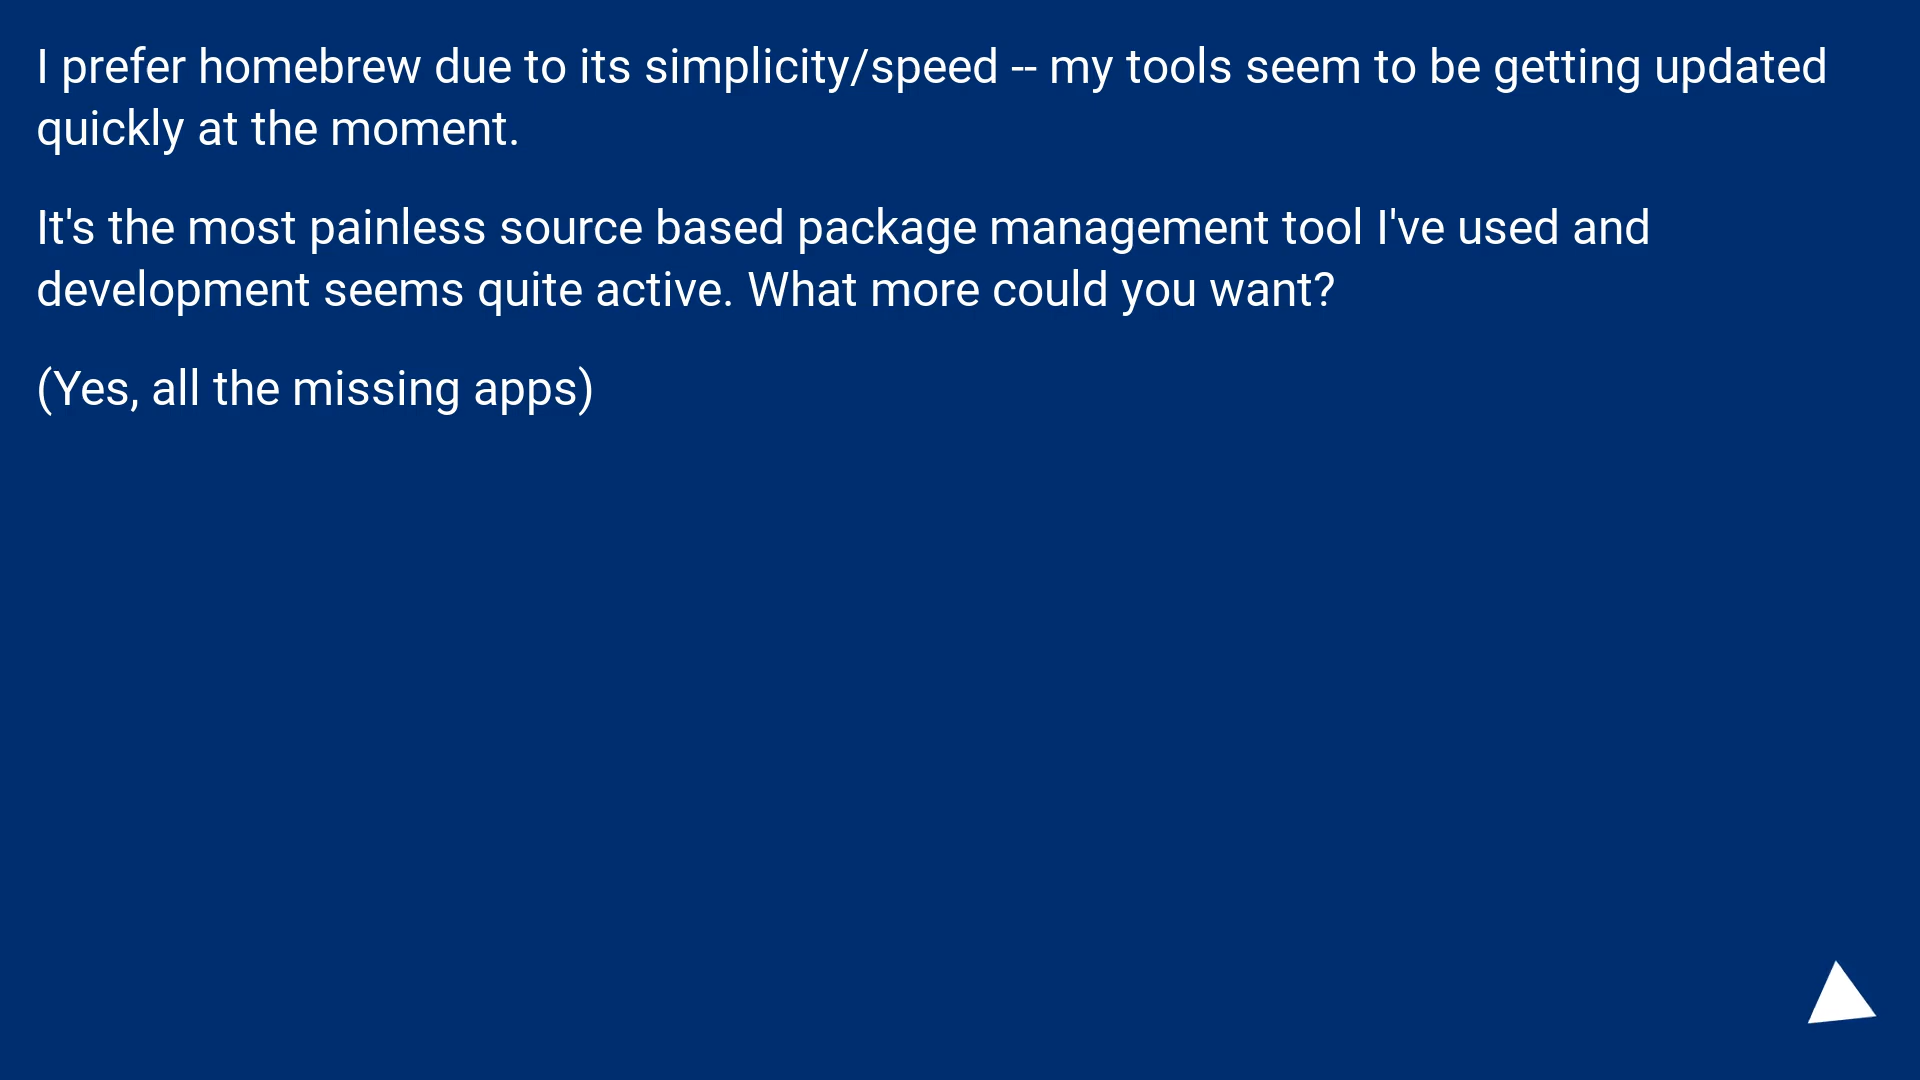 I prefer homebrew due to its simplicity/speed -- my tools seem to be getting updated
quickly at the moment.
It's the most painless source based package management tool I've used and
development seems quite active. What more could you want?
(Yes, all the missing apps)